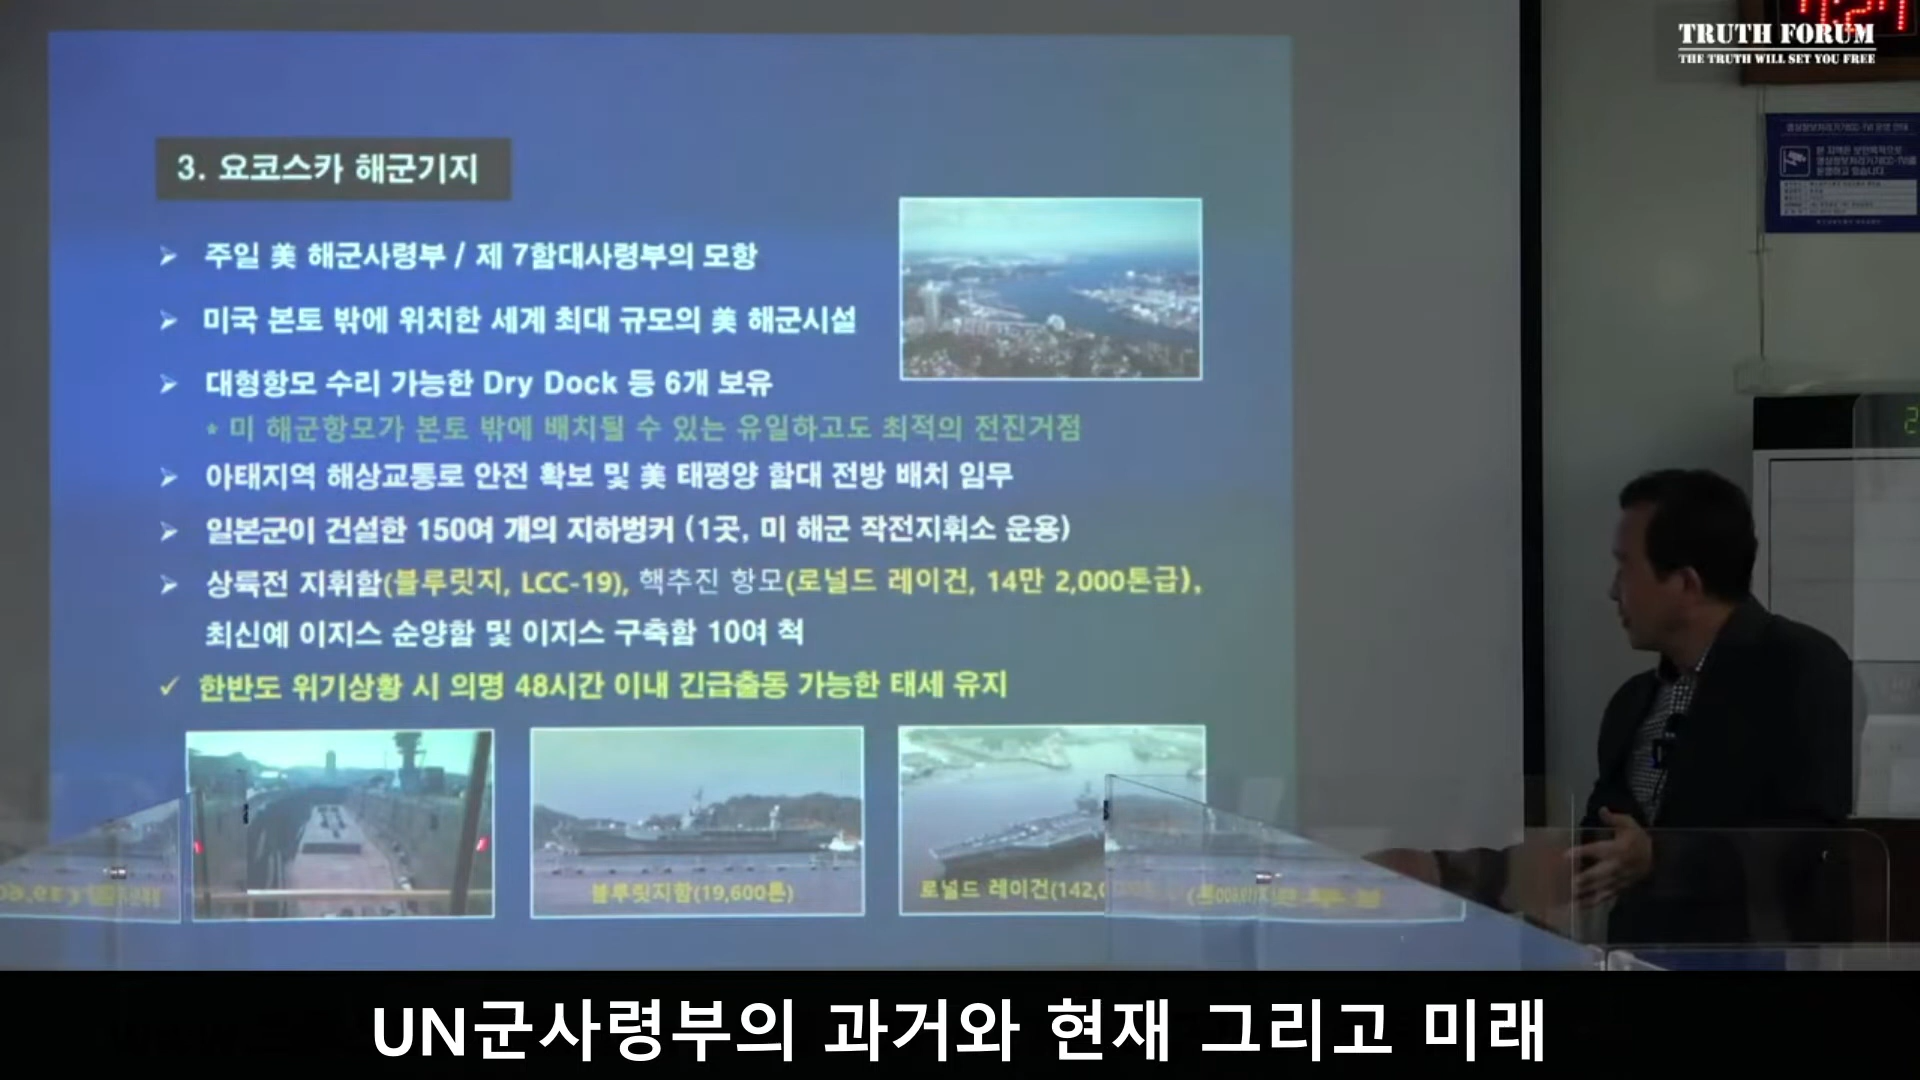 TRUTH FORUM
THE TRUTH WILL SET YOU FREE
3. 요코스카 해군기지
➢ 주일 美 해군사령부 / 제 7함대사령부의 모항
➢ 미국 본토 밖에 위치한 세계 최대 규모의 美 해군시설
➢ 대형항모 수리 가능한 Dry Dock 등 6개 보유
* 미 해군항모가 본토 밖에 배치될 수 있는 유일하고도 최적의 전진거점
➢ 아태지역 해상교통로 안전 확보 및 美 태평양 함대 전방 배치 임무
➢ 일본군이 건설한 150여 개의 지하벙커 (1곳, 미 해군 작전지휘소 운용)
➢ 상륙전 지휘함(블루릿지, LCC-19), 핵추진 항모(로널드 레이건, 14만 2,000톤급),
최신예 이지스 순양함 및 이지스 구축함 10여 척
✓ 한반도 위기상황 시 의명 48시간 이내 긴급출동 가능한 태세 유지
블루릿지함(19,600톤)
로널드 레이건(142,0
UN군사령부의 과거와 현재 그리고 미래